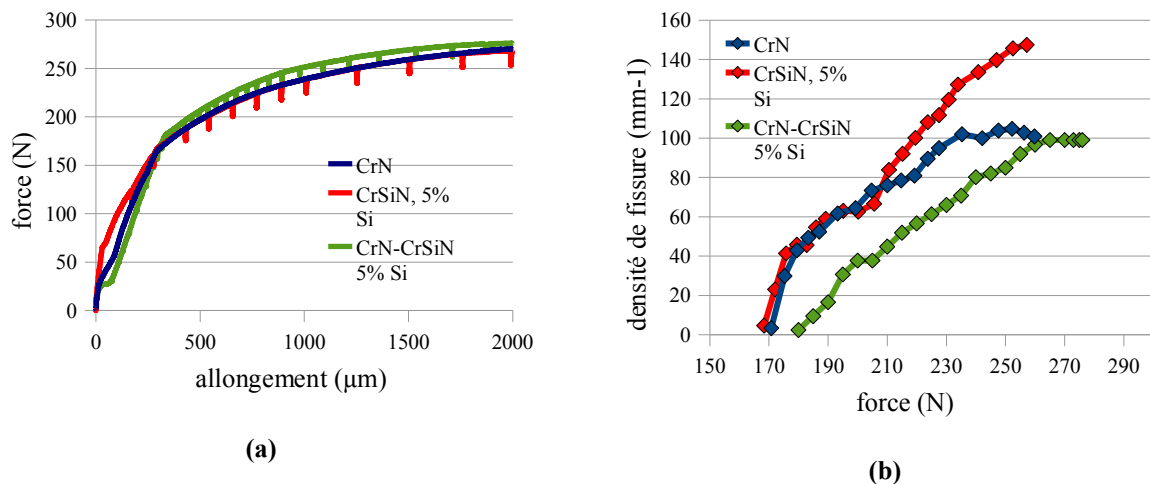 300
250
200
150
100
50
0
force (N)
CrN
CrSiN, 5%
Si
CrN-CrSiN
5% Si
0 500 1000 1500 2000
allongement (μm)
(a)
160
140
120
100
80
60
40
20
0
densité de fissure (mm-1)
CrN
CrSiN, 5%
Si
CrN-CrSiN
5% Si
150 170 190 210 230 250 270 290
force (N)
(b)